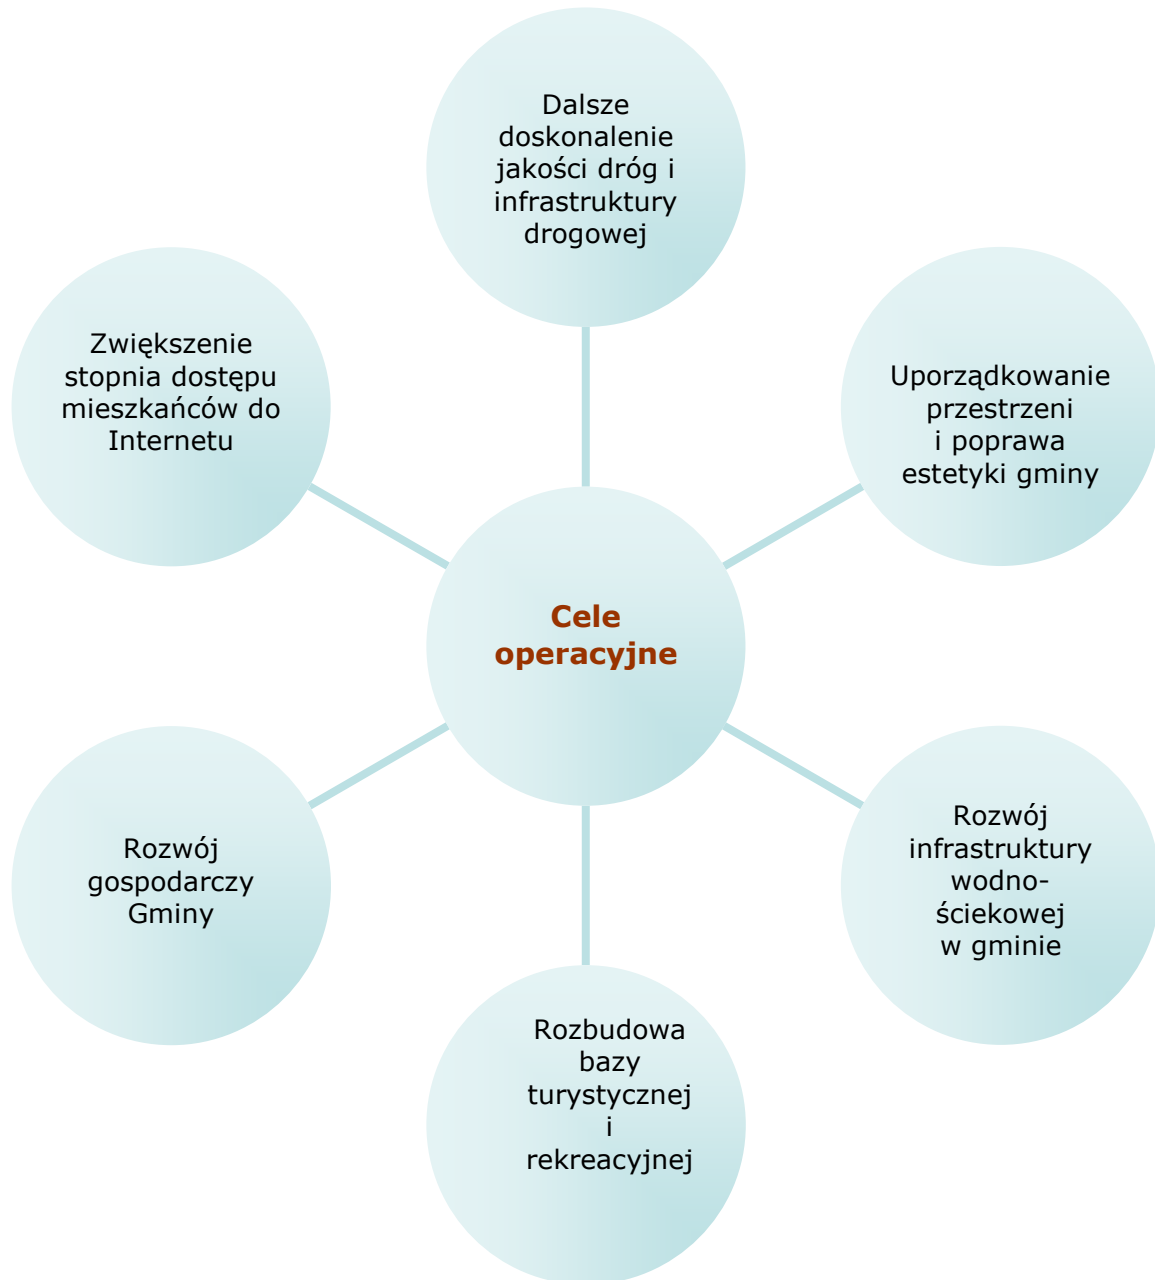 Dalsze
doskonalenie
jakości dróg i
infrastruktury
drogowej
Zwiększenie
stopnia dostępu
mieszkańców do
Internetu
Uporządkowanie
przestrzeni
i poprawa
estetyki gminy
Cele
operacyjne
Rozwój
gospodarczy
Gminy
Rozwój
infrastruktury
wodno-
ściekowej
w gminie
Rozbudowa
bazy
turystycznej
i
rekreacyjnej